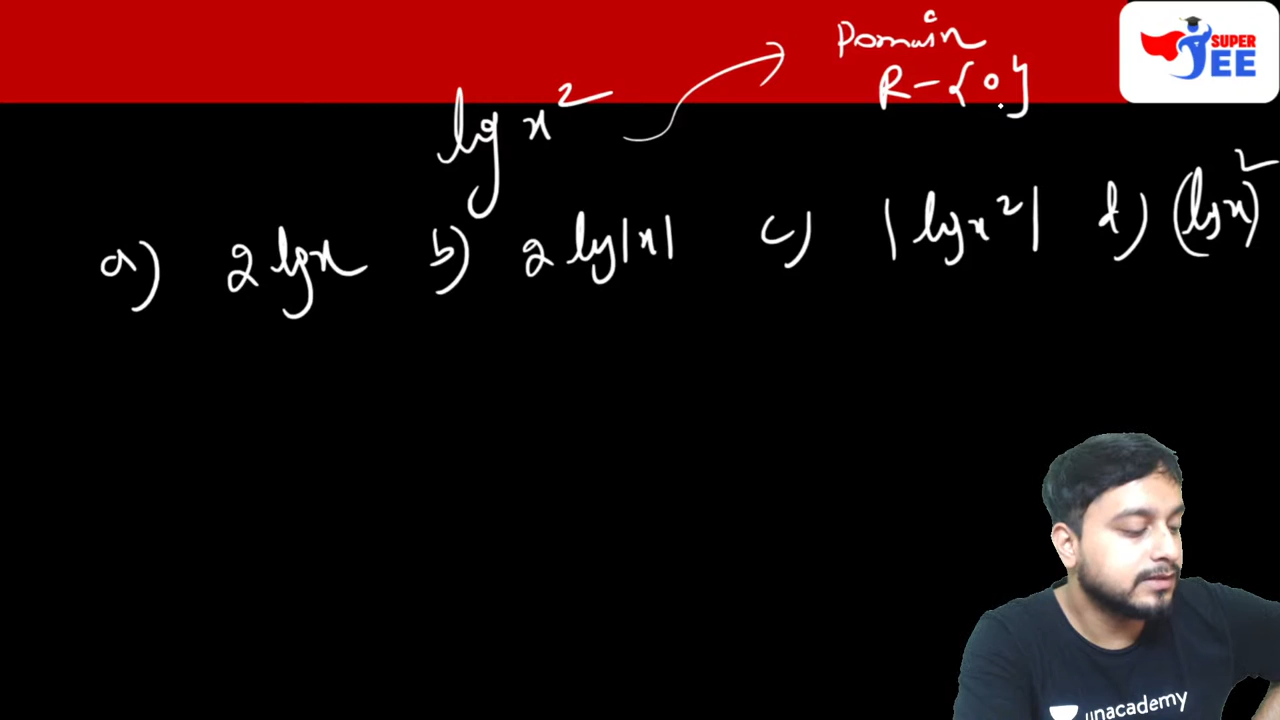 Domain
R - {0}
SUPER
JEE
log x²
a) 2 log x b) 2 log |x| c) | log x² | d) (log x)²
unacademy